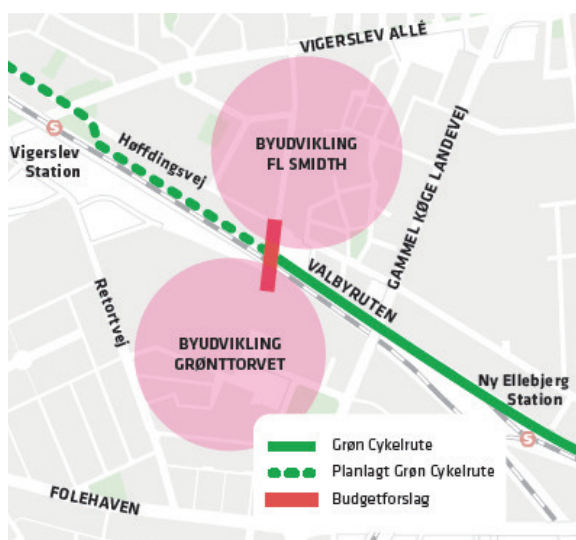 VIGERSLEV ALLÉ
S
Vigerslev
Station
Høffdingsvej
BYUDVIKLING
FL SMIDTH
GAMMEL KØGE LANDEVEJ
VALBYRUTEN
Retortvej
BYUDVIKLING
GRØNTTORVET
Ny Ellebjerg
Station
S
Grøn Cykelrute
Planlagt Grøn Cykelrute
Budgetforslag
FOLEHAVEN